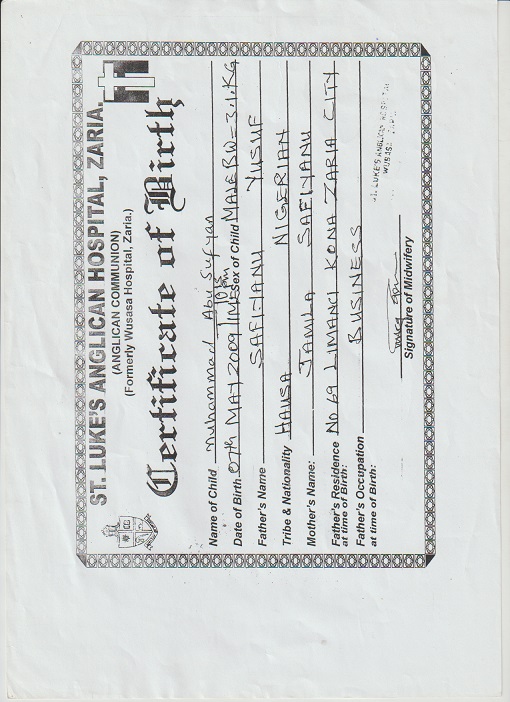 ST. LUKE'S ANGLICAN HOSPITAL, ZARIA.
(ANGLICAN COMMUNION)
(Formerly Wusasa Hospital, Zaria.)
Certificate of Birth
Name of Child Muhammad Abu Sufyan
Date of Birth 07th MAY 2009 TIME 10:15pm Sex of Child MALE BW=3.1KG
Father's Name SAFIYANU YUSUF
Tribe & Nationality HAUSA NIGERIAN
Mother's Name: JAMILA SAFIYANU
Father's Residence at time of Birth: NO 69 LIMANCI KONA ZARIA CITY
Father's Occupation at time of Birth: BUSINESS
ST. LUKE'S ANGLICAN HOSPITAL
WUSASA
Signature of Midwifery